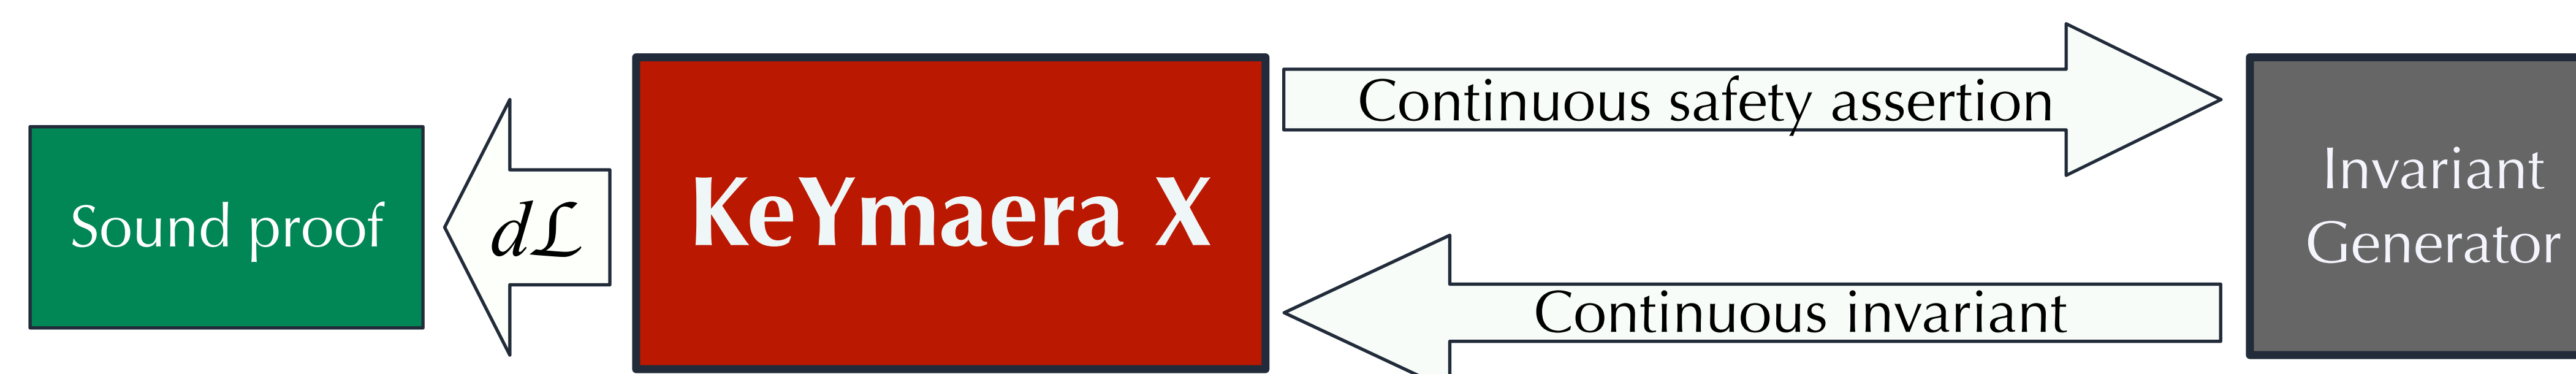 Sound proof
dℒ
KeYmaera X
Continuous safety assertion
Continuous invariant
Invariant
Generator